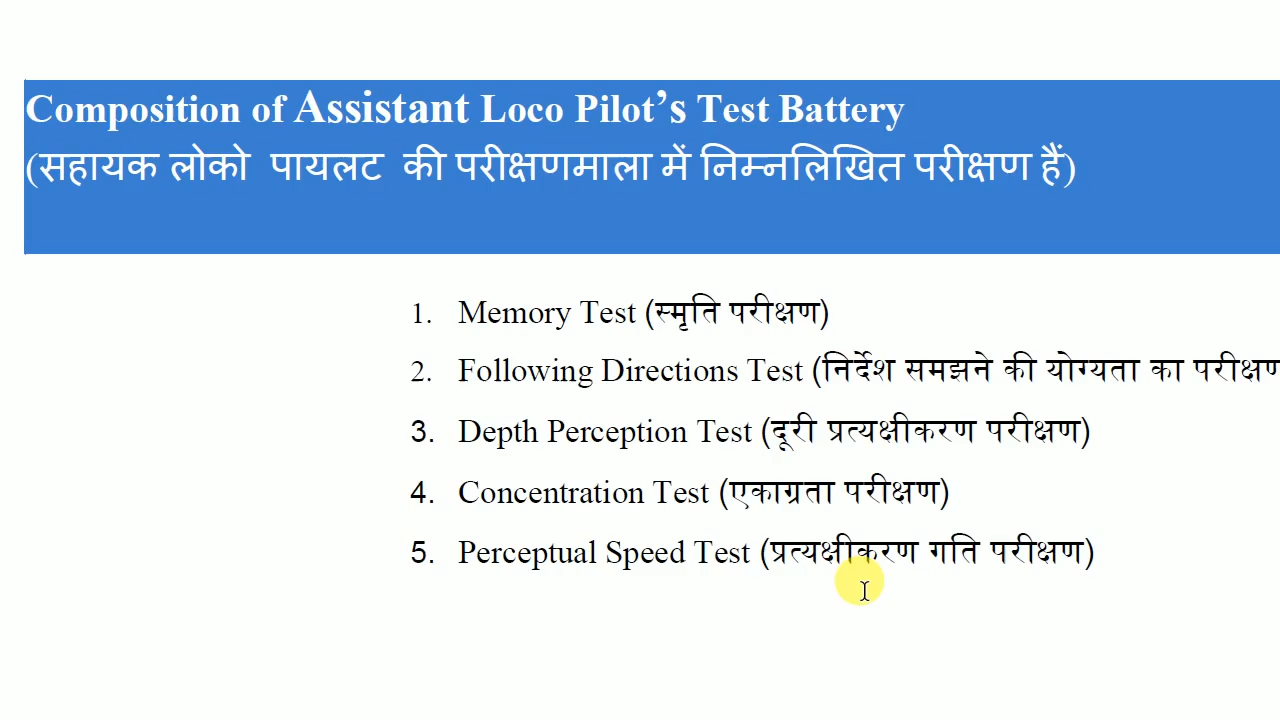 Composition of Assistant Loco Pilot’s Test Battery
(सहायक लोको पायलट की परीक्षणमाला में निम्नलिखित परीक्षण हैं)
1. Memory Test (स्मृति परीक्षण)
2. Following Directions Test (निर्देश समझने की योग्यता का परीक्षण
3. Depth Perception Test (दूरी प्रत्यक्षीकरण परीक्षण)
4. Concentration Test (एकाग्रता परीक्षण)
5. Perceptual Speed Test (प्रत्यक्षीकरण गति परीक्षण)